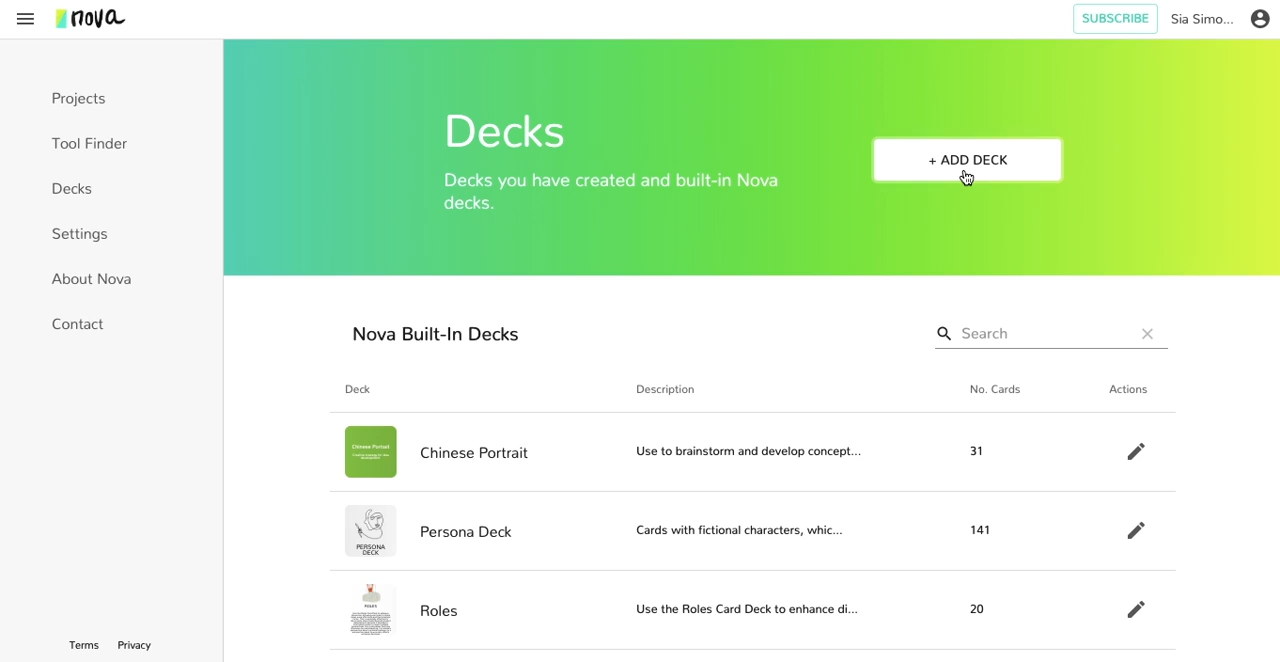 nova
SUBSCRIBE
Sia Simo...
Projects
Tool Finder
Decks
Settings
About Nova
Contact
Terms
Privacy
Decks
Decks you have created and built-in Nova
decks.
+ ADD DECK
Nova Built-In Decks
Search
Deck
Description
No. Cards
Actions
Chinese Portrait
Chinese Portrait
Use to brainstorm and develop concept...
31
PERSONA
DECK
Persona Deck
Cards with fictional characters, whic...
141
ROLES
Roles
Use the Roles Card Deck to enhance di...
20